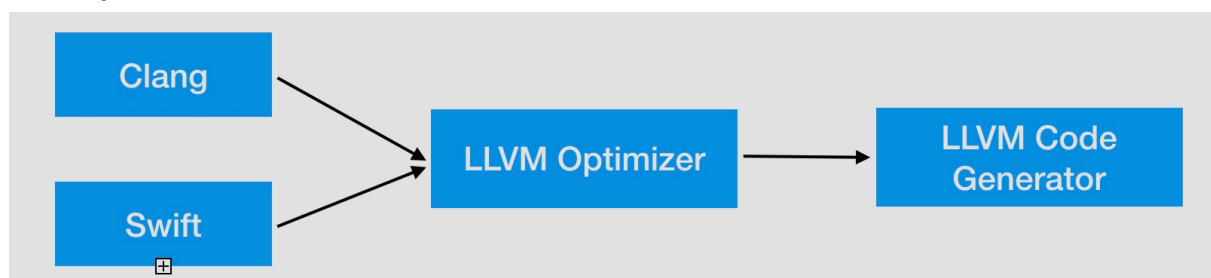 Clang
LLVM Optimizer
LLVM Code
Generator
Swift